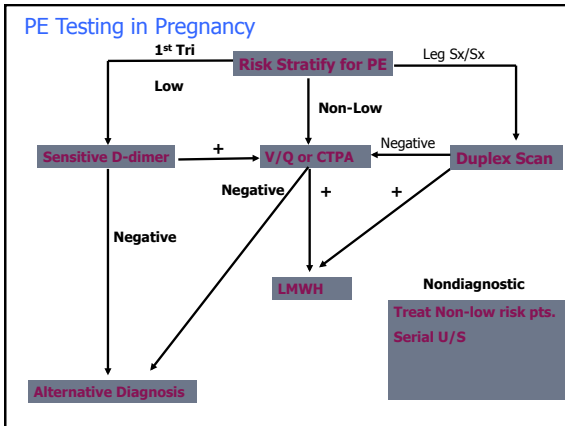 PE Testing in Pregnancy
1st Tri
Risk Stratify for PE
Leg Sx/Sx
Low
Non-Low
Sensitive D-dimer
+
V/Q or CTPA
Negative
Duplex Scan
Negative
+
+
Negative
LMWH
Nondiagnostic
Treat Non-low risk pts.
Serial U/S
Alternative Diagnosis